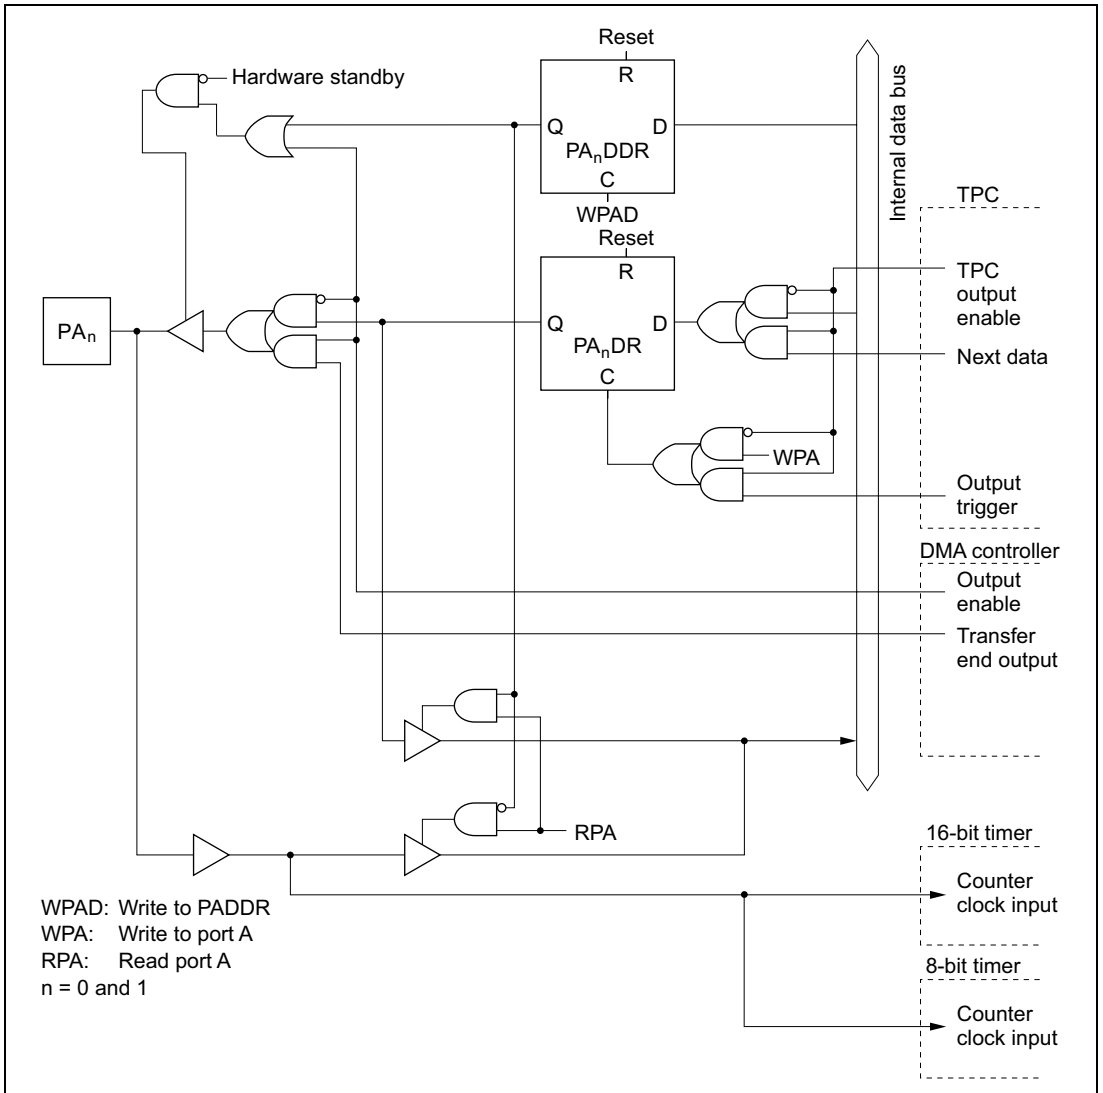 Reset
Hardware standby
R
Q
D
PAnDDR
C
WPAD
Internal data bus
TPC
Reset
R
TPC
output
enable
PAn
Q
D
PAnDR
C
Next data
WPA
Output
trigger
DMA controller
Output
enable
Transfer
end output
RPA
16-bit timer
Counter
clock input
WPAD: Write to PADDR
WPA: Write to port A
RPA: Read port A
n = 0 and 1
8-bit timer
Counter
clock input